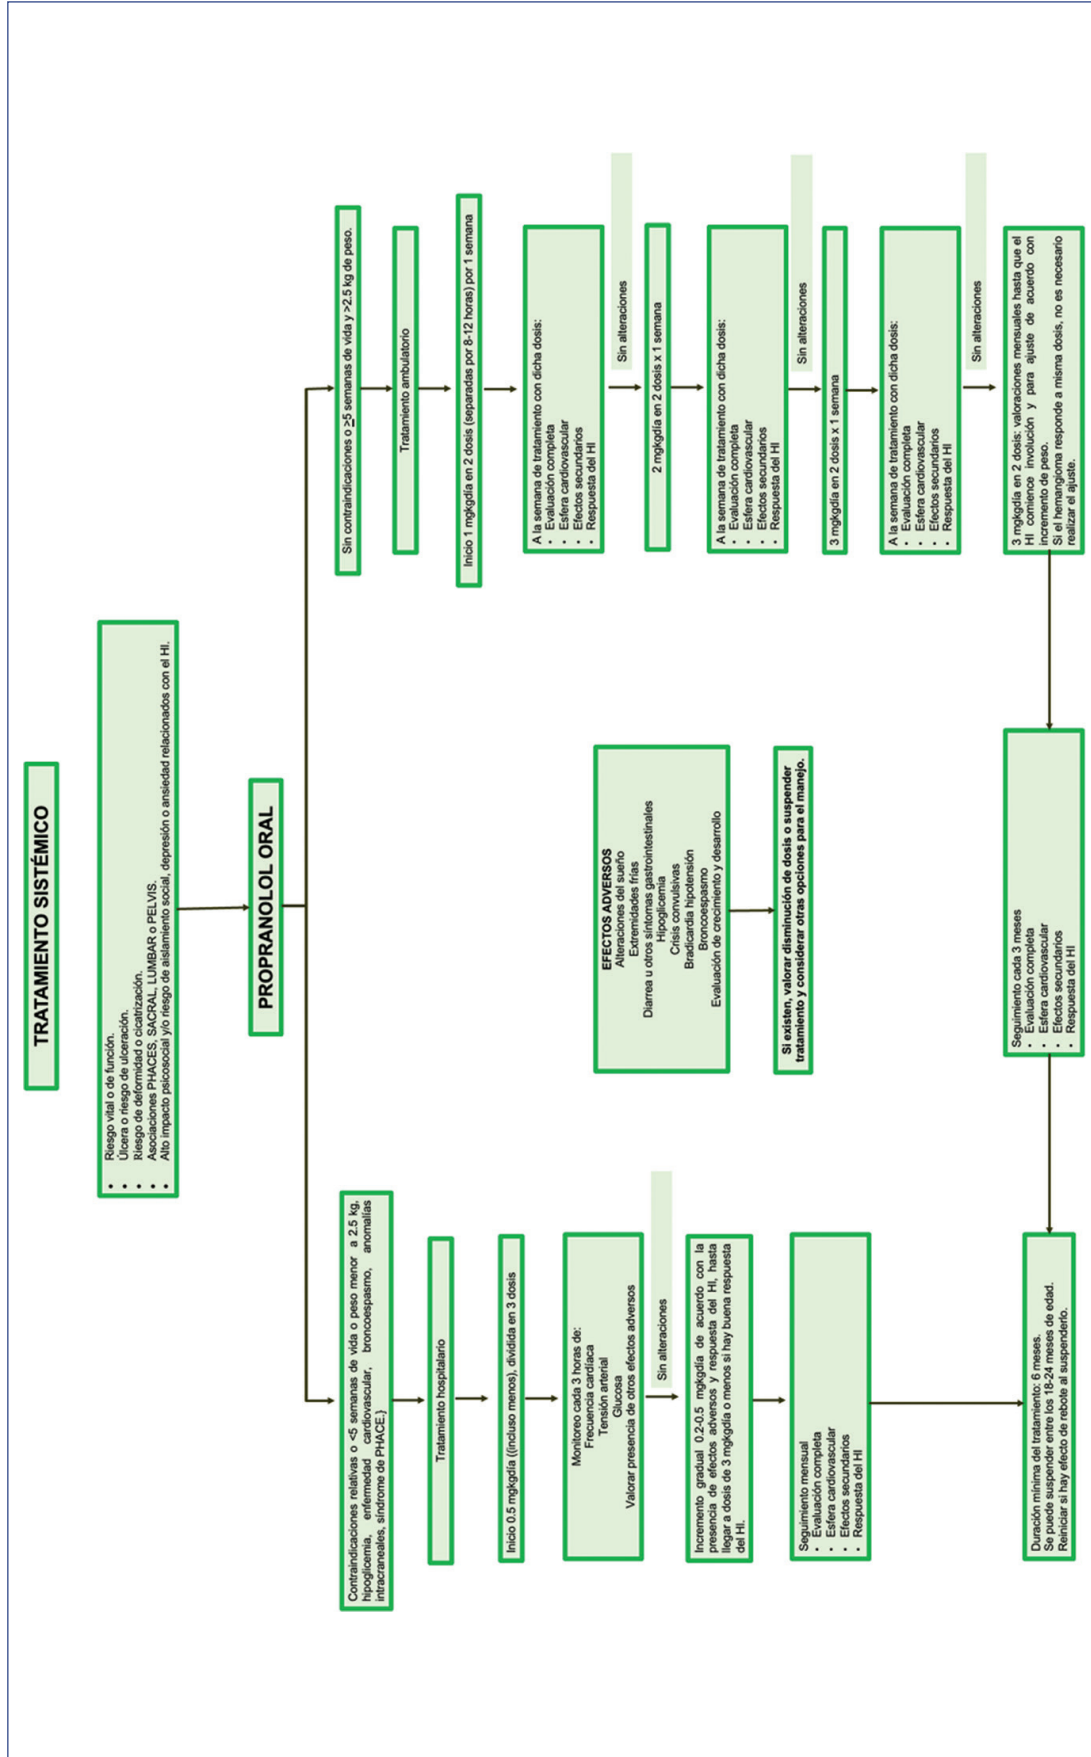 TRATAMIENTO SISTÉMICO
• Riesgo vital o de función.
• Úlcera o riesgo de ulceración.
• Riesgo de deformidad o cicatrización.
• Asociaciones PHACES, SACRAL, LUMBAR o PELVIS.
• Alto impacto psicosocial y/o riesgo de aislamiento social, depresión o ansiedad relacionados con el HI.
PROPRANOLOL ORAL
Contraindicaciones relativas o <5 semanas de vida o peso menor a 2.5 kg,
hipoglicemia, enfermedad cardiovascular, broncoespasmo, anomalías
intracraneales, síndrome de PHACE.}
Tratamiento hospitalario
Inicio 0.5 mgkgdía ((incluso menos), dividida en 3 dosis
Monitoreo cada 3 horas de:
Frecuencia cardíaca
Tensión arterial
Glucosa
Valorar presencia de otros efectos adversos
Sin alteraciones
Incremento gradual 0.2-0.5 mgkgdía de acuerdo con la
presencia de efectos adversos y respuesta del HI, hasta
llegar a dosis de 3 mgkgdía o menos si hay buena respuesta
del HI.
Seguimiento mensual
• Evaluación completa
• Esfera cardiovascular
• Efectos secundarios
• Respuesta del HI
Duración mínima del tratamiento: 6 meses.
Se puede suspender entre los 18-24 meses de edad.
Reiniciar si hay efecto de rebote al suspenderlo.
EFECTOS ADVERSOS
Alteraciones del sueño
Extremidades frías
Diarrea u otros síntomas gastrointestinales
Hipoglicemia
Crisis convulsivas
Bradicardia hipotensión
Broncoespasmo
Evaluación de crecimiento y desarrollo
Si existen, valorar disminución de dosis o suspender
tratamiento y considerar otras opciones para el manejo.
Seguimiento cada 3 meses
• Evaluación completa
• Esfera cardiovascular
• Efectos secundarios
• Respuesta del HI
Sin contraindicaciones o ≥5 semanas de vida y >2.5 kg de peso.
Tratamiento ambulatorio
Inicio 1 mgkgdía en 2 dosis (separadas por 8-12 horas) por 1 semana
A la semana de tratamiento con dicha dosis:
• Evaluación completa
• Esfera cardiovascular
• Efectos secundarios
• Respuesta del HI
Sin alteraciones
2 mgkgdía en 2 dosis x 1 semana
A la semana de tratamiento con dicha dosis:
• Evaluación completa
• Esfera cardiovascular
• Efectos secundarios
• Respuesta del HI
Sin alteraciones
3 mgkgdía en 2 dosis x 1 semana
A la semana de tratamiento con dicha dosis:
• Evaluación completa
• Esfera cardiovascular
• Efectos secundarios
• Respuesta del HI
Sin alteraciones
3 mgkgdía en 2 dosis: valoraciones mensuales hasta que el
HI comience involución y para ajuste de acuerdo con
incremento de peso.
Si el hemangioma responde a misma dosis, no es necesario
realizar el ajuste.